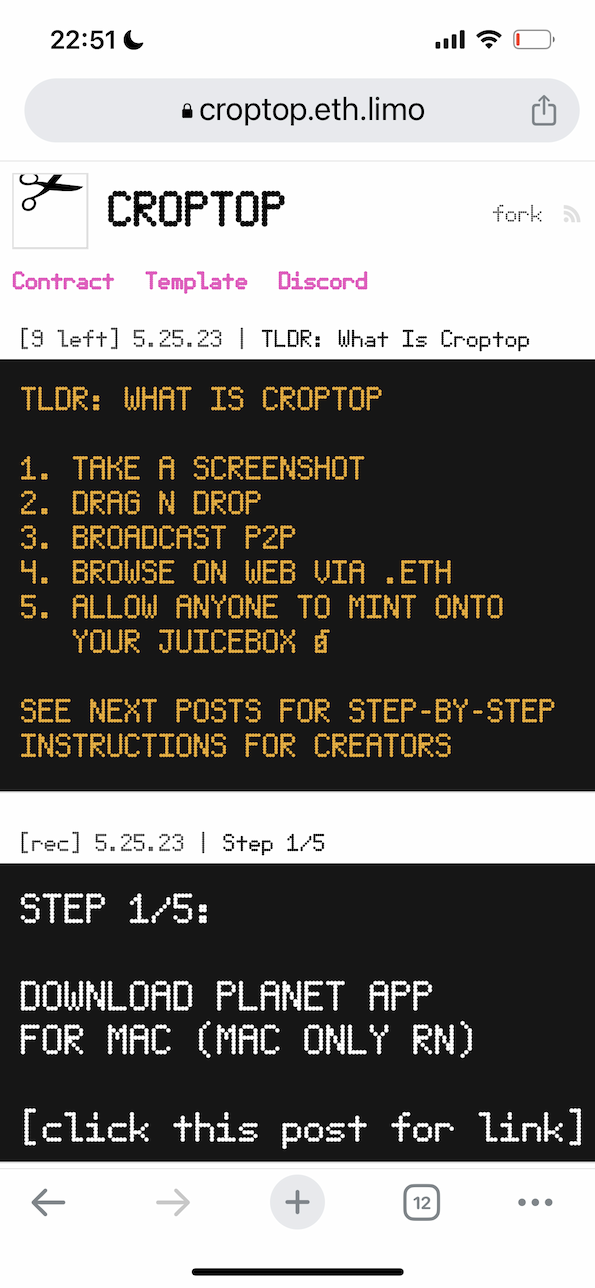 22:51
croptop.eth.limo
CROPTOP
fork
Contract Template Discord
[9 left] 5.25.23 | TLDR: What Is Croptop
TLDR: WHAT IS CROPTOP
1. TAKE A SCREENSHOT
2. DRAG N DROP
3. BROADCAST P2P
4. BROWSE ON WEB VIA .ETH
5. ALLOW ANYONE TO MINT ONTO
YOUR JUICEBOX
SEE NEXT POSTS FOR STEP-BY-STEP
INSTRUCTIONS FOR CREATORS
[rec] 5.25.23 | Step 1/5
STEP 1/5:
DOWNLOAD PLANET APP
FOR MAC (MAC ONLY RN)
[click this post for link]
12